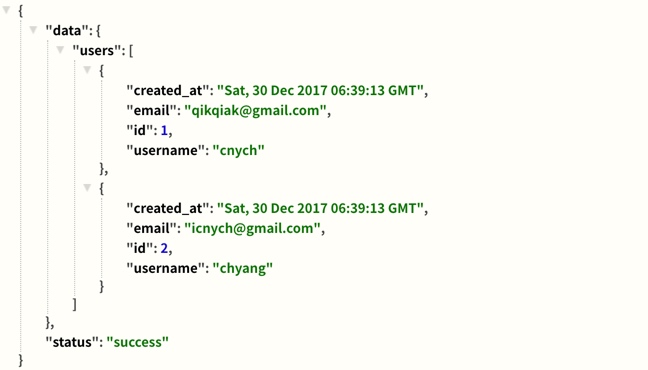 {
"data": {
"users": [
{
"created_at": "Sat, 30 Dec 2017 06:39:13 GMT",
"email": "qikqiak@gmail.com",
"id": 1,
"username": "cnych"
},
{
"created_at": "Sat, 30 Dec 2017 06:39:13 GMT",
"email": "icnych@gmail.com",
"id": 2,
"username": "chyang"
}
]
},
"status": "success"
}